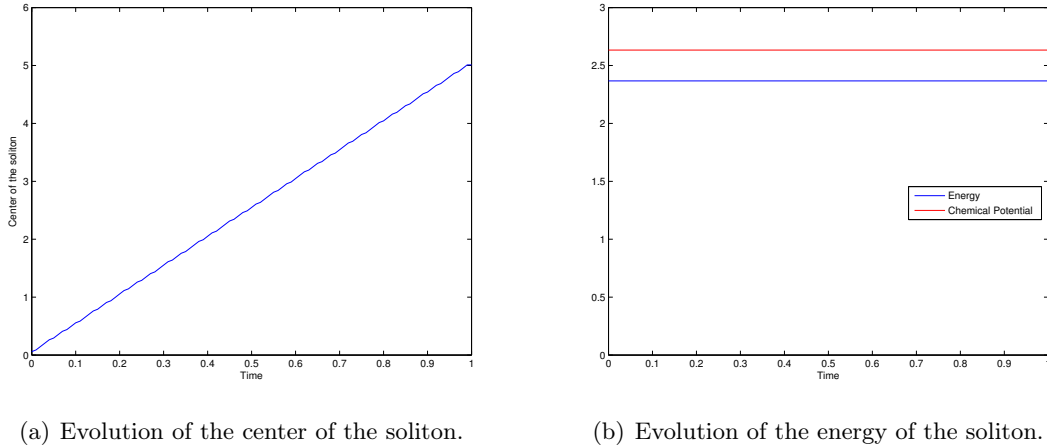 6
5
4
3
2
1
0
Center of the soliton
0 0.1 0.2 0.3 0.4 0.5 0.6 0.7 0.8 0.9 1
Time
(a) Evolution of the center of the soliton.
3
2.5
2
1.5
1
0.5
0
Energy
Chemical Potential
0 0.1 0.2 0.3 0.4 0.5 0.6 0.7 0.8 0.9 1
Time
(b) Evolution of the energy of the soliton.